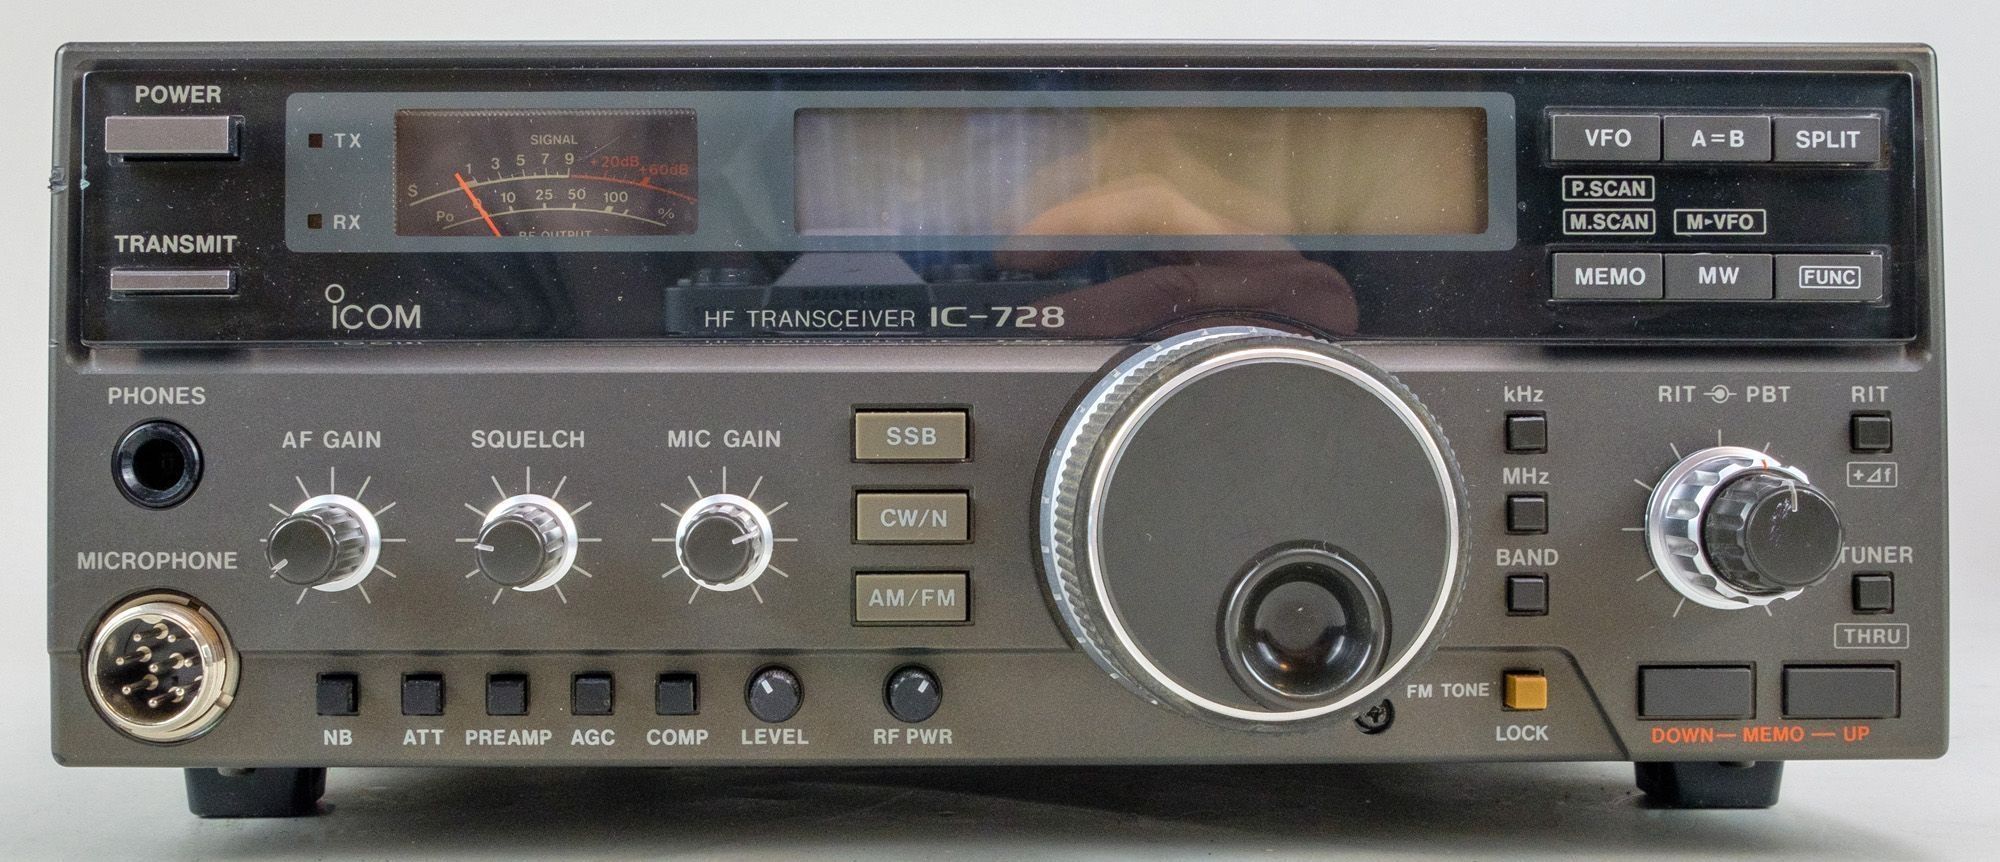 POWER
TX
RX
TRANSMIT
SIGNAL
S 1 3 5 7 9 +20dB +60dB
Po 0 10 25 50 100 %
RF OUTPUT
ICOM
HF TRANSCEIVER IC-728
VFO A=B SPLIT
P.SCAN
M.SCAN M▸VFO
MEMO MW FUNC
PHONES
MICROPHONE
AF GAIN
SQUELCH
MIC GAIN
SSB
CW/N
AM/FM
kHz
MHz
BAND
RIT PBT
RIT
+⊿f
TUNER
THRU
NB ATT PREAMP AGC COMP LEVEL RF PWR
FM TONE
LOCK
DOWN — MEMO — UP